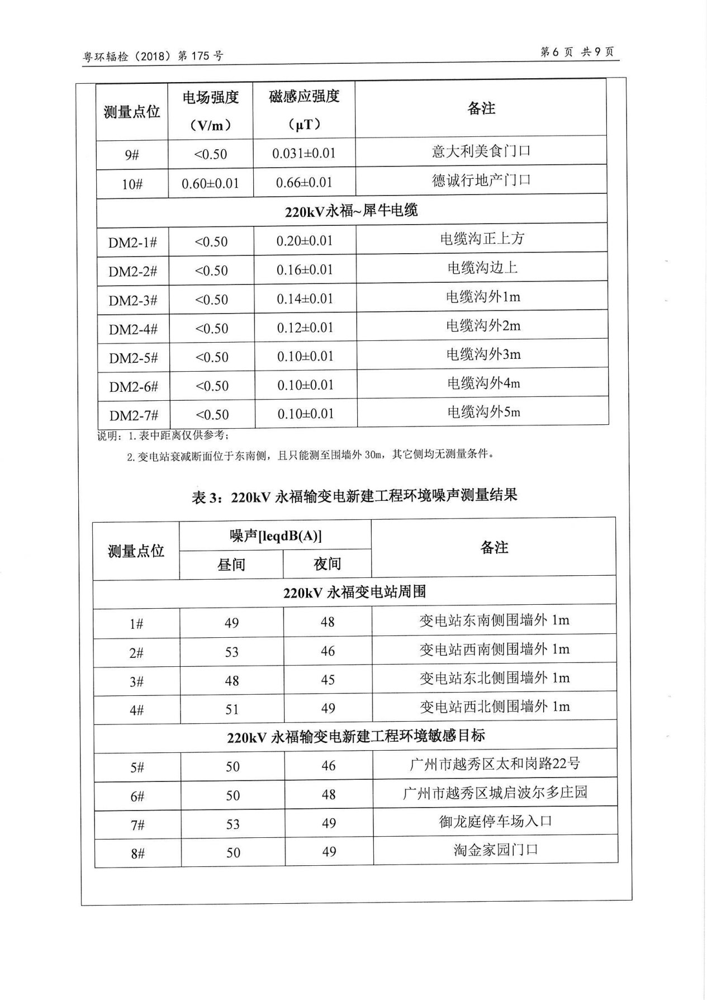 粤环辐检（2018）第 175 号 第 6 页 共 9 页
测量点位 电场强度（V/m） 磁感应强度（μT） 备注
9# <0.50 0.031±0.01 意大利美食门口
10# 0.60±0.01 0.66±0.01 德诚行地产门口
220kV永福~犀牛电缆
DM2-1# <0.50 0.20±0.01 电缆沟正上方
DM2-2# <0.50 0.16±0.01 电缆沟边上
DM2-3# <0.50 0.14±0.01 电缆沟外1m
DM2-4# <0.50 0.12±0.01 电缆沟外2m
DM2-5# <0.50 0.10±0.01 电缆沟外3m
DM2-6# <0.50 0.10±0.01 电缆沟外4m
DM2-7# <0.50 0.10±0.01 电缆沟外5m
说明：1.表中距离仅供参考;
2.变电站衰减断面位于东南侧，且只能测至围墙外 30m，其它侧均无测量条件。
表 3：220kV 永福输变电新建工程环境噪声测量结果
测量点位 噪声[leqdB(A)] 备注
昼间 夜间
220kV 永福变电站周围
1# 49 48 变电站东南侧围墙外 1m
2# 53 46 变电站西南侧围墙外 1m
3# 48 45 变电站东北侧围墙外 1m
4# 51 49 变电站西北侧围墙外 1m
220kV 永福输变电新建工程环境敏感目标
5# 50 46 广州市越秀区太和岗路22号
6# 50 48 广州市越秀区城启波尔多庄园
7# 53 49 御龙庭停车场入口
8# 50 49 淘金家园门口